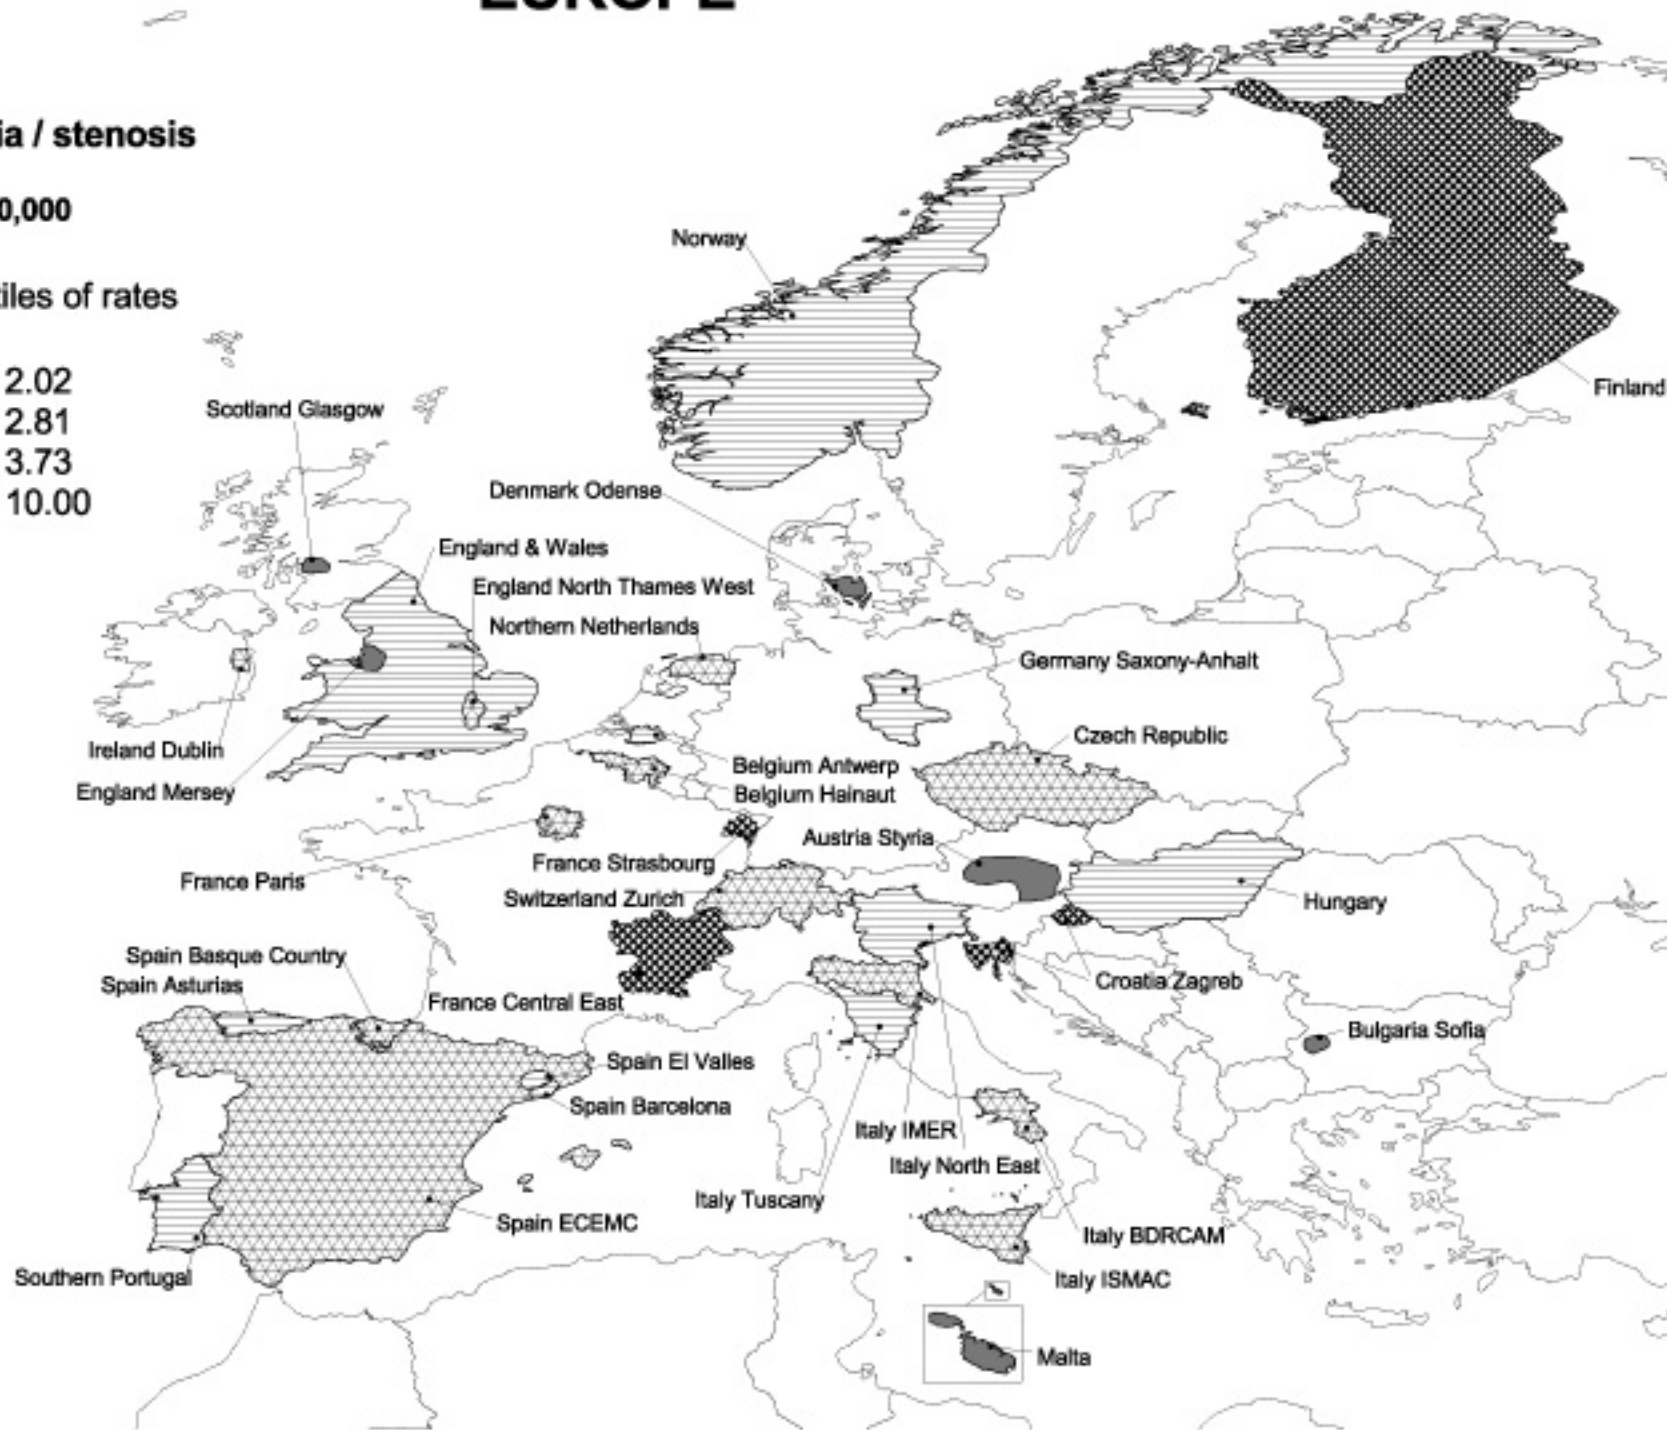 EUROPE
ia / stenosis
0,000
tiles of rates
2.02
2.81
3.73
10.00
Norway
Finland
Scotland Glasgow
Denmark Odense
England & Wales
England North Thames West
Northern Netherlands
Germany Saxony-Anhalt
Ireland Dublin
Czech Republic
Belgium Antwerp
England Mersey
Belgium Hainaut
Austria Styria
France Strasbourg
France Paris
Switzerland Zurich
Hungary
Spain Basque Country
Spain Asturias
Croatia Zagreb
France Central East
Bulgaria Sofia
Spain El Valles
Spain Barcelona
Italy IMER
Italy North East
Italy Tuscany
Spain ECEMC
Italy BDRCAM
Southern Portugal
Italy ISMAC
Malta